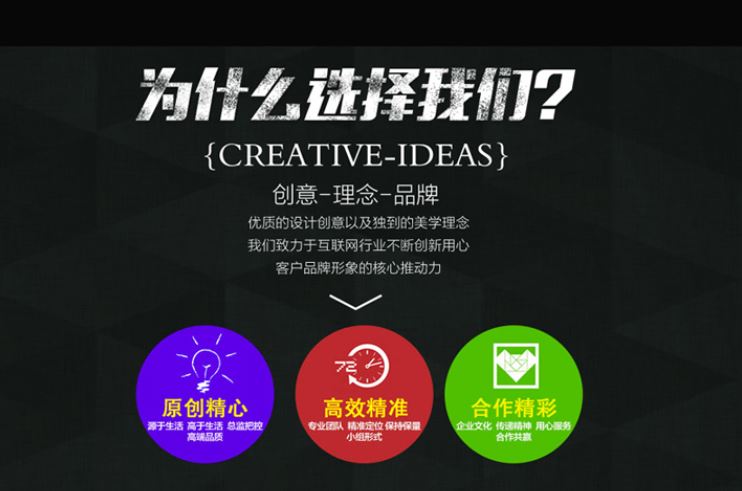 为什么选择我们?
{CREATIVE-IDEAS}
创意-理念-品牌
优质的设计创意以及独到的美学理念
我们致力于互联网行业不断创新用心
客户品牌形象的核心推动力
原创精心
源于生活 高于生活 总监把控
高端品质
72
高效精准
专业团队 精准定位 保持保量
小组形式
合作精彩
企业文化 传递精神 用心服务
合作共赢